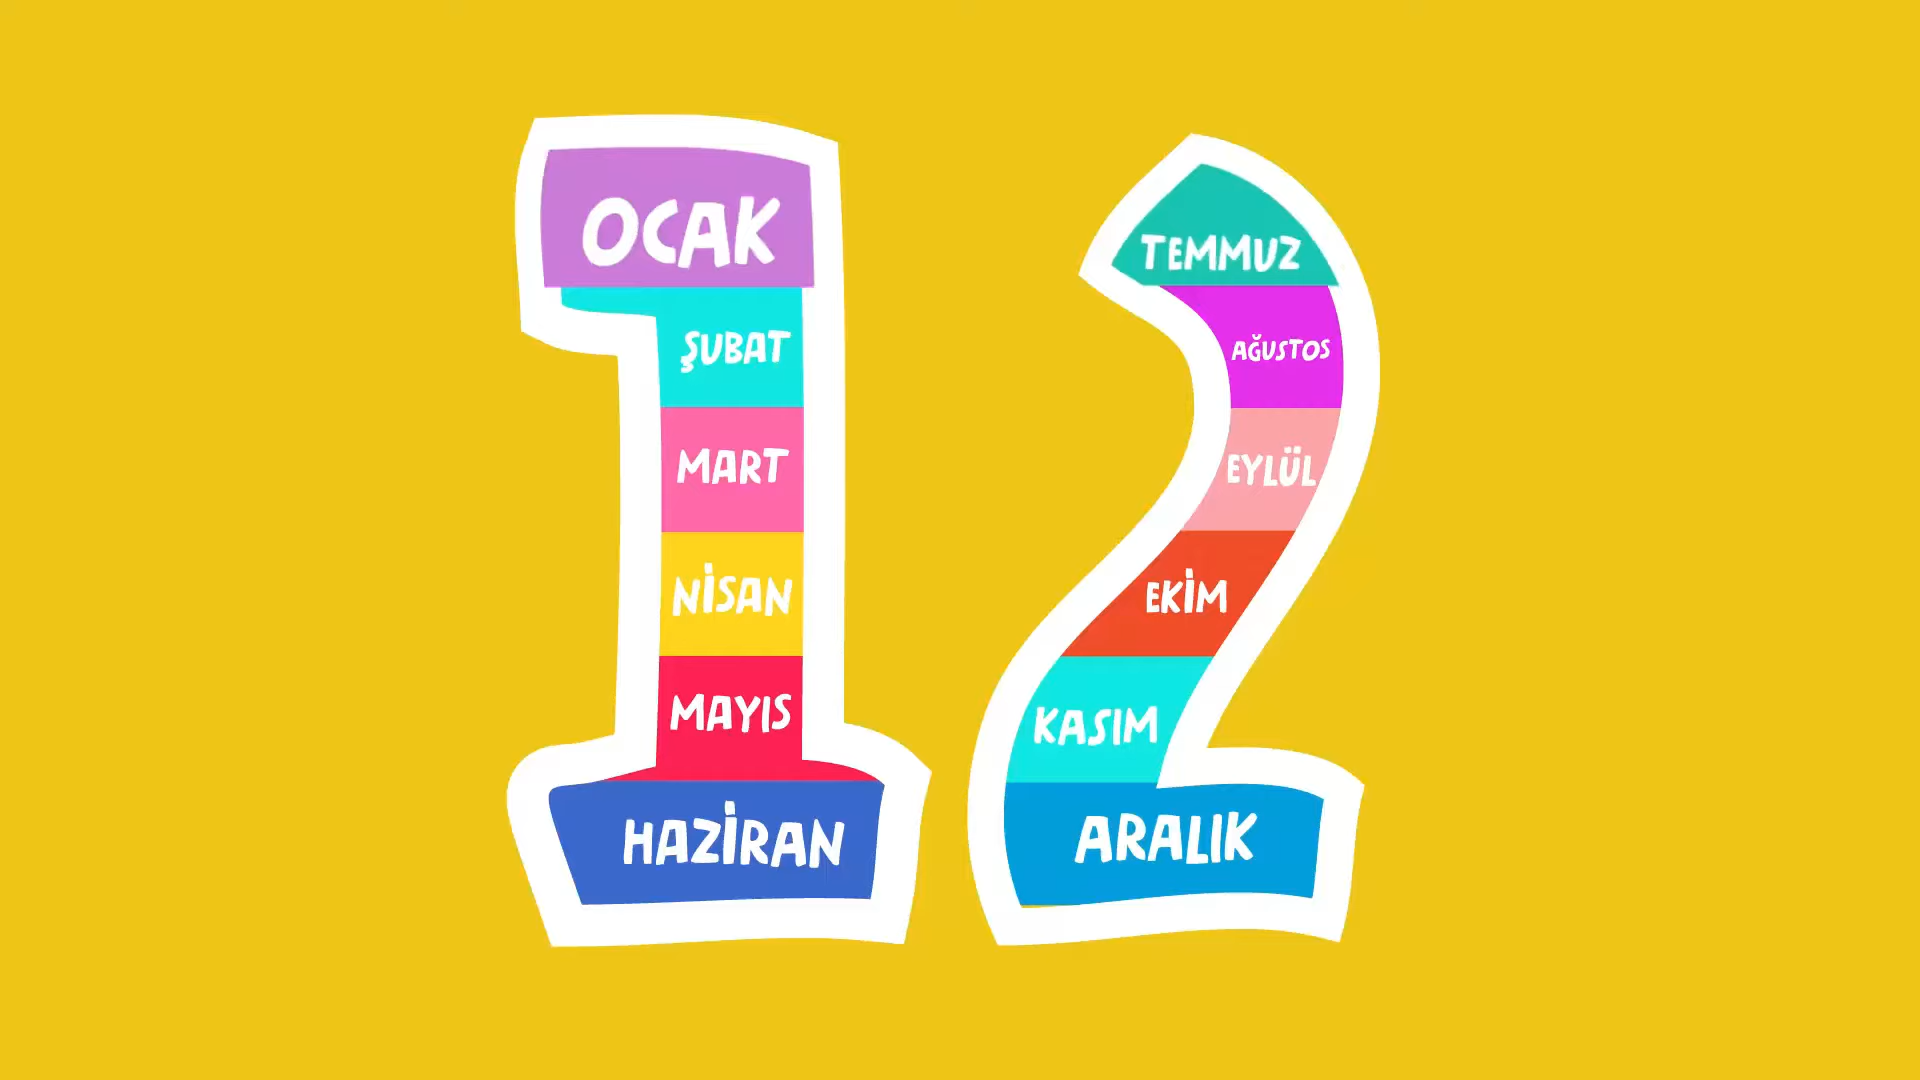 OCAK
ŞUBAT
MART
NİSAN
MAYIS
HAZİRAN
TEMMUZ
AĞUSTOS
EYLÜL
EKİM
KASIM
ARALIK